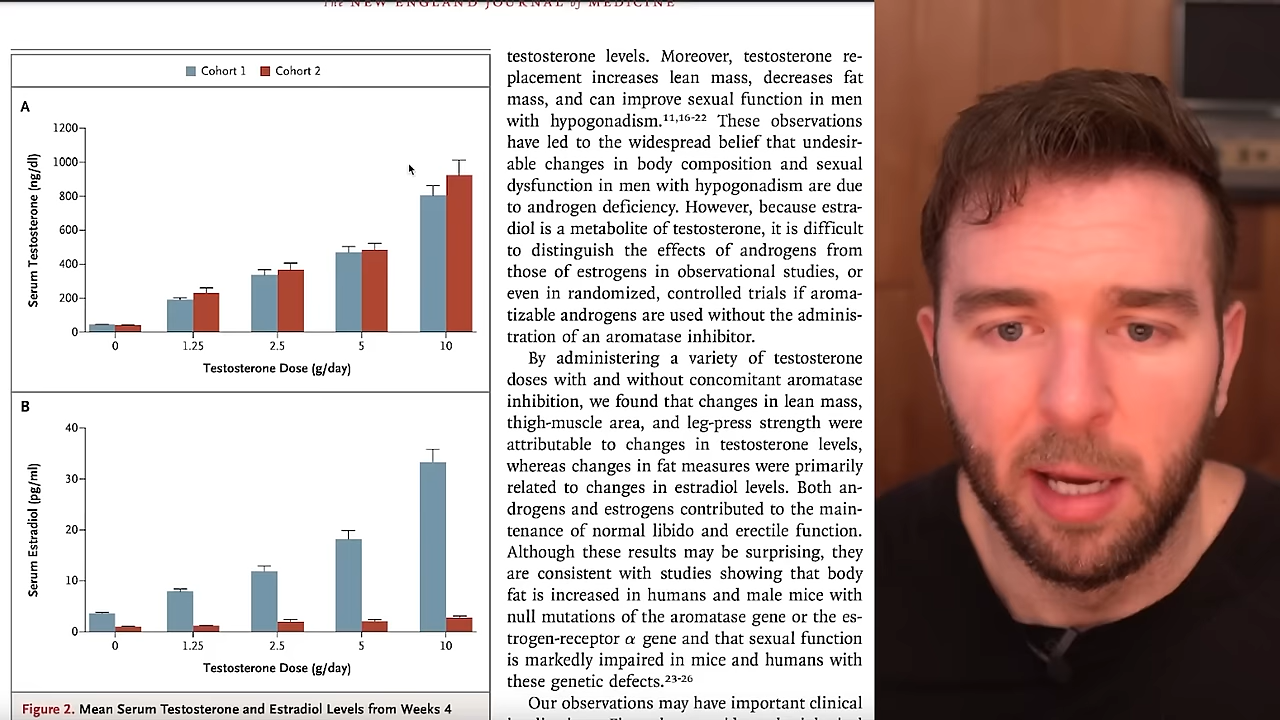 The NEW ENGLAND JOURNAL of MEDICINE
Cohort 1 Cohort 2
A
1200
1000
800
600
400
200
0
Serum Testosterone (ng/dl)
0 1.25 2.5 5 10
Testosterone Dose (g/day)
B
40
30
20
10
0
Serum Estradiol (pg/ml)
0 1.25 2.5 5 10
Testosterone Dose (g/day)
Figure 2. Mean Serum Testosterone and Estradiol Levels from Weeks 4
testosterone levels. Moreover, testosterone re-
placement increases lean mass, decreases fat
mass, and can improve sexual function in men
with hypogonadism.11,16-22 These observations
have led to the widespread belief that undesir-
able changes in body composition and sexual
dysfunction in men with hypogonadism are due
to androgen deficiency. However, because estra-
diol is a metabolite of testosterone, it is difficult
to distinguish the effects of androgens from
those of estrogens in observational studies, or
even in randomized, controlled trials if aroma-
tizable androgens are used without the adminis-
tration of an aromatase inhibitor.
By administering a variety of testosterone
doses with and without concomitant aromatase
inhibition, we found that changes in lean mass,
thigh-muscle area, and leg-press strength were
attributable to changes in testosterone levels,
whereas changes in fat measures were primarily
related to changes in estradiol levels. Both an-
drogens and estrogens contributed to the main-
tenance of normal libido and erectile function.
Although these results may be surprising, they
are consistent with studies showing that body
fat is increased in humans and male mice with
null mutations of the aromatase gene or the es-
trogen-receptor α gene and that sexual function
is markedly impaired in mice and humans with
these genetic defects.23-26
Our observations may have important clinical